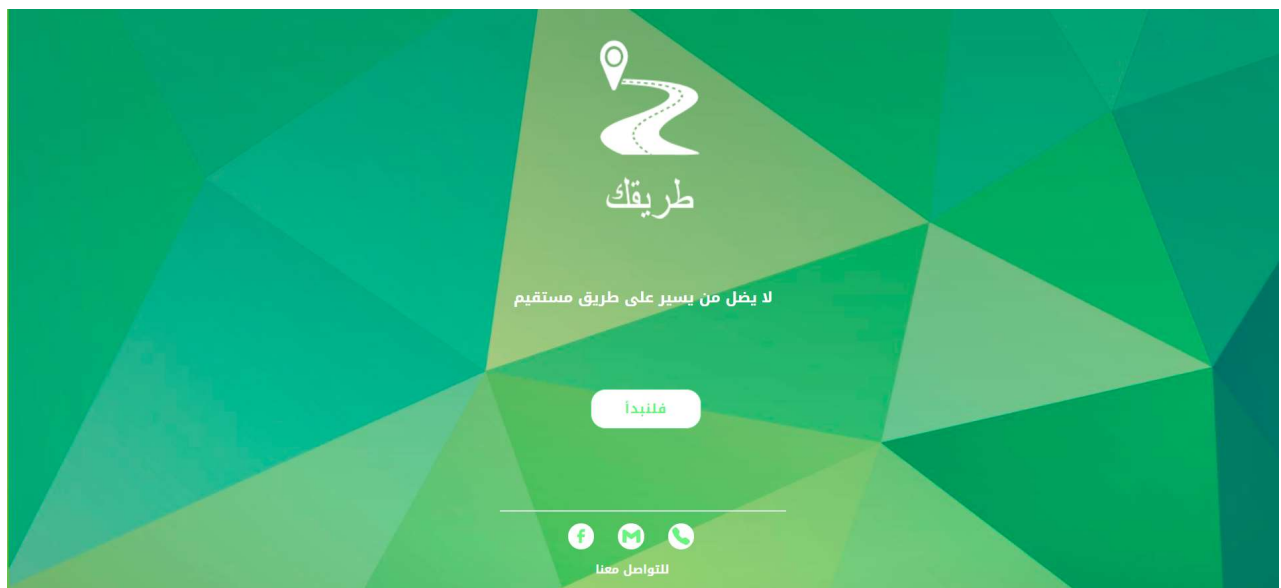 طريقك
لا يضل من يسير على طريق مستقيم
فلنبدأ
للتواصل معنا